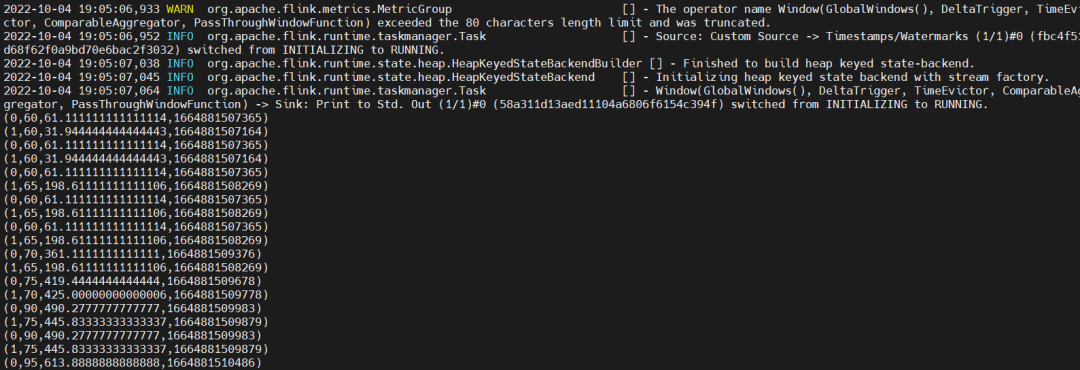 2022-10-04 19:05:06,933 WARN  org.apache.flink.metrics.MetricGroup                         [] - The operator name Window(GlobalWindows(), DeltaTrigger, TimeEvi
ctor, ComparableAggregator, PassThroughWindowFunction) exceeded the 80 characters length limit and was truncated.
2022-10-04 19:05:06,952 INFO  org.apache.flink.runtime.taskmanager.Task                    [] - Source: Custom Source -> Timestamps/Watermarks (1/1)#0 (fbc4f51
d68f62f0a9bd70e6bac2f3032) switched from INITIALIZING to RUNNING.
2022-10-04 19:05:07,038 INFO  org.apache.flink.runtime.state.heap.HeapKeyedStateBackendBuilder [] - Finished to build heap keyed state-backend.
2022-10-04 19:05:07,045 INFO  org.apache.flink.runtime.state.heap.HeapKeyedStateBackend    [] - Initializing heap keyed state backend with stream factory.
2022-10-04 19:05:07,064 INFO  org.apache.flink.runtime.taskmanager.Task                    [] - Window(GlobalWindows(), DeltaTrigger, TimeEvictor, ComparableAg
gregator, PassThroughWindowFunction) -> Sink: Print to Std. Out (1/1)#0 (58a311d13aed11104a6806f6154c394f) switched from INITIALIZING to RUNNING.
(0,60,61.111111111111114,1664881507365)
(1,60,31.944444444444443,1664881507164)
(0,60,61.111111111111114,1664881507365)
(1,60,31.944444444444443,1664881507164)
(0,60,61.111111111111114,1664881507365)
(1,65,198.61111111111106,1664881508269)
(0,60,61.111111111111114,1664881507365)
(1,65,198.61111111111106,1664881508269)
(0,60,61.111111111111114,1664881507365)
(1,65,198.61111111111106,1664881508269)
(0,70,361.1111111111111,1664881509376)
(1,65,198.61111111111106,1664881508269)
(0,75,419.4444444444444,1664881509678)
(1,70,425.00000000000006,1664881509778)
(0,90,490.2777777777777,1664881509983)
(1,75,445.83333333333337,1664881509879)
(0,90,490.2777777777777,1664881509983)
(1,75,445.83333333333337,1664881509879)
(0,95,613.8888888888888,1664881510486)